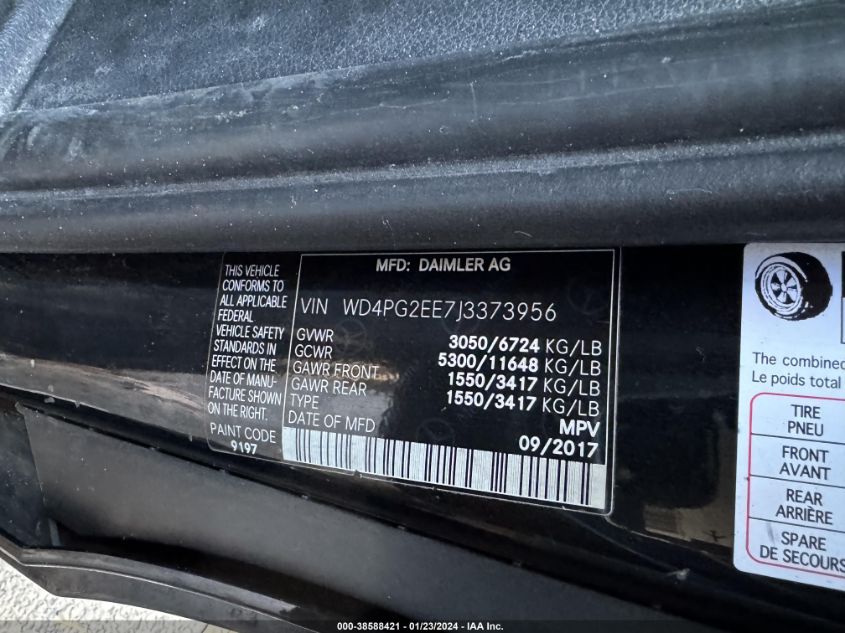 MFD: DAIMLER AG
THIS VEHICLE
CONFORMS TO
ALL APPLICABLE
FEDERAL
VEHICLE SAFETY
STANDARDS IN
EFFECT ON THE
DATE OF MANU-
FACTURE SHOWN
ON THE RIGHT.
PAINT CODE
9197
VIN WD4PG2EE7J3373956
GVWR 3050/6724 KG/LB
GCWR 5300/11648 KG/LB
GAWR FRONT 1550/3417 KG/LB
GAWR REAR 1550/3417 KG/LB
TYPE MPV
DATE OF MFD 09/2017
The combined
Le poids total
TIRE
PNEU
FRONT
AVANT
REAR
ARRIÈRE
SPARE
DE SECOURS
000-38588421 - 01/23/2024 - IAA Inc.